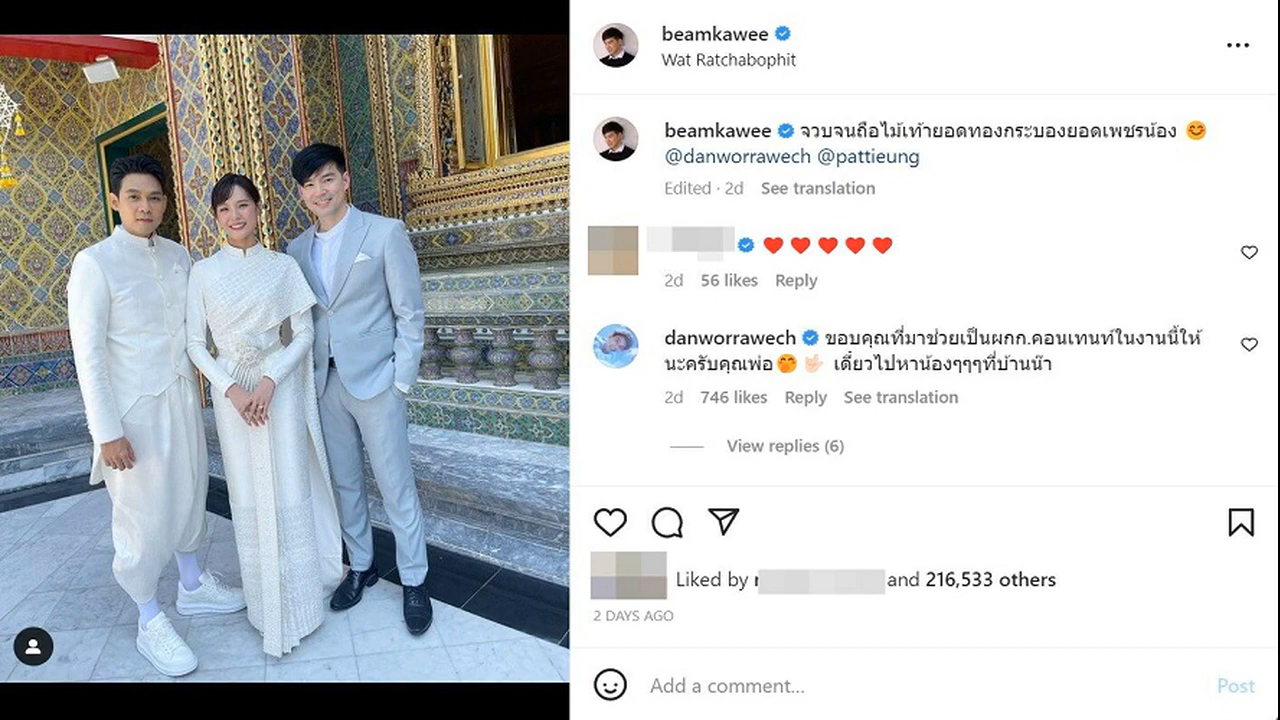 beamkawee
Wat Ratchabophit
beamkawee จวบจนถือไม้เท้ายอดทองกระบองยอดเพชรน้อง 😊
@danworrawech @pattieung
Edited · 2d See translation
❤️ ❤️ ❤️ ❤️ ❤️
2d 56 likes Reply
danworrawech ขอบคุณที่มาช่วยเป็นผกก.คอนเทนท์ในงานนี้ให้
นะครับคุณพ่อ🤭🤟🏻 เดี๋ยวไปหาน้องๆๆๆที่บ้านน๊า
2d 746 likes Reply See translation
View replies (6)
Liked by and 216,533 others
2 DAYS AGO
Add a comment... Post